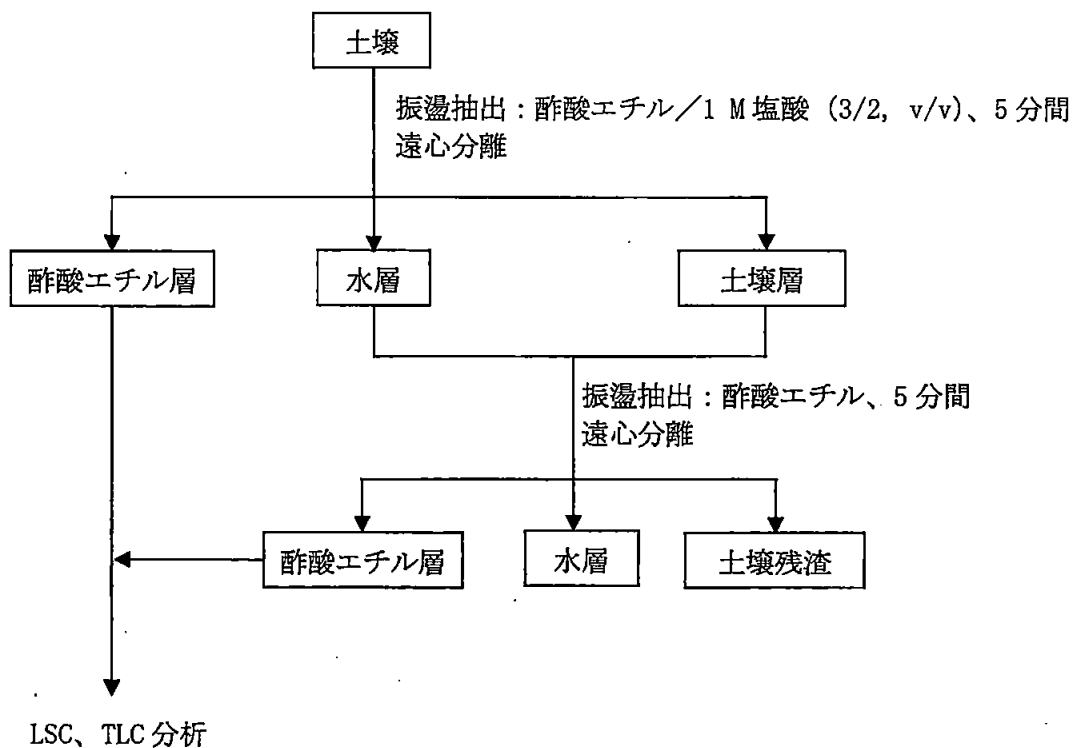 土壌
振盪抽出：酢酸エチル／1 M 塩酸 (3/2, v/v)、5 分間
遠心分離
酢酸エチル層
水層
土壌層
振盪抽出：酢酸エチル、5 分間
遠心分離
酢酸エチル層
水層
土壌残渣
LSC、TLC 分析